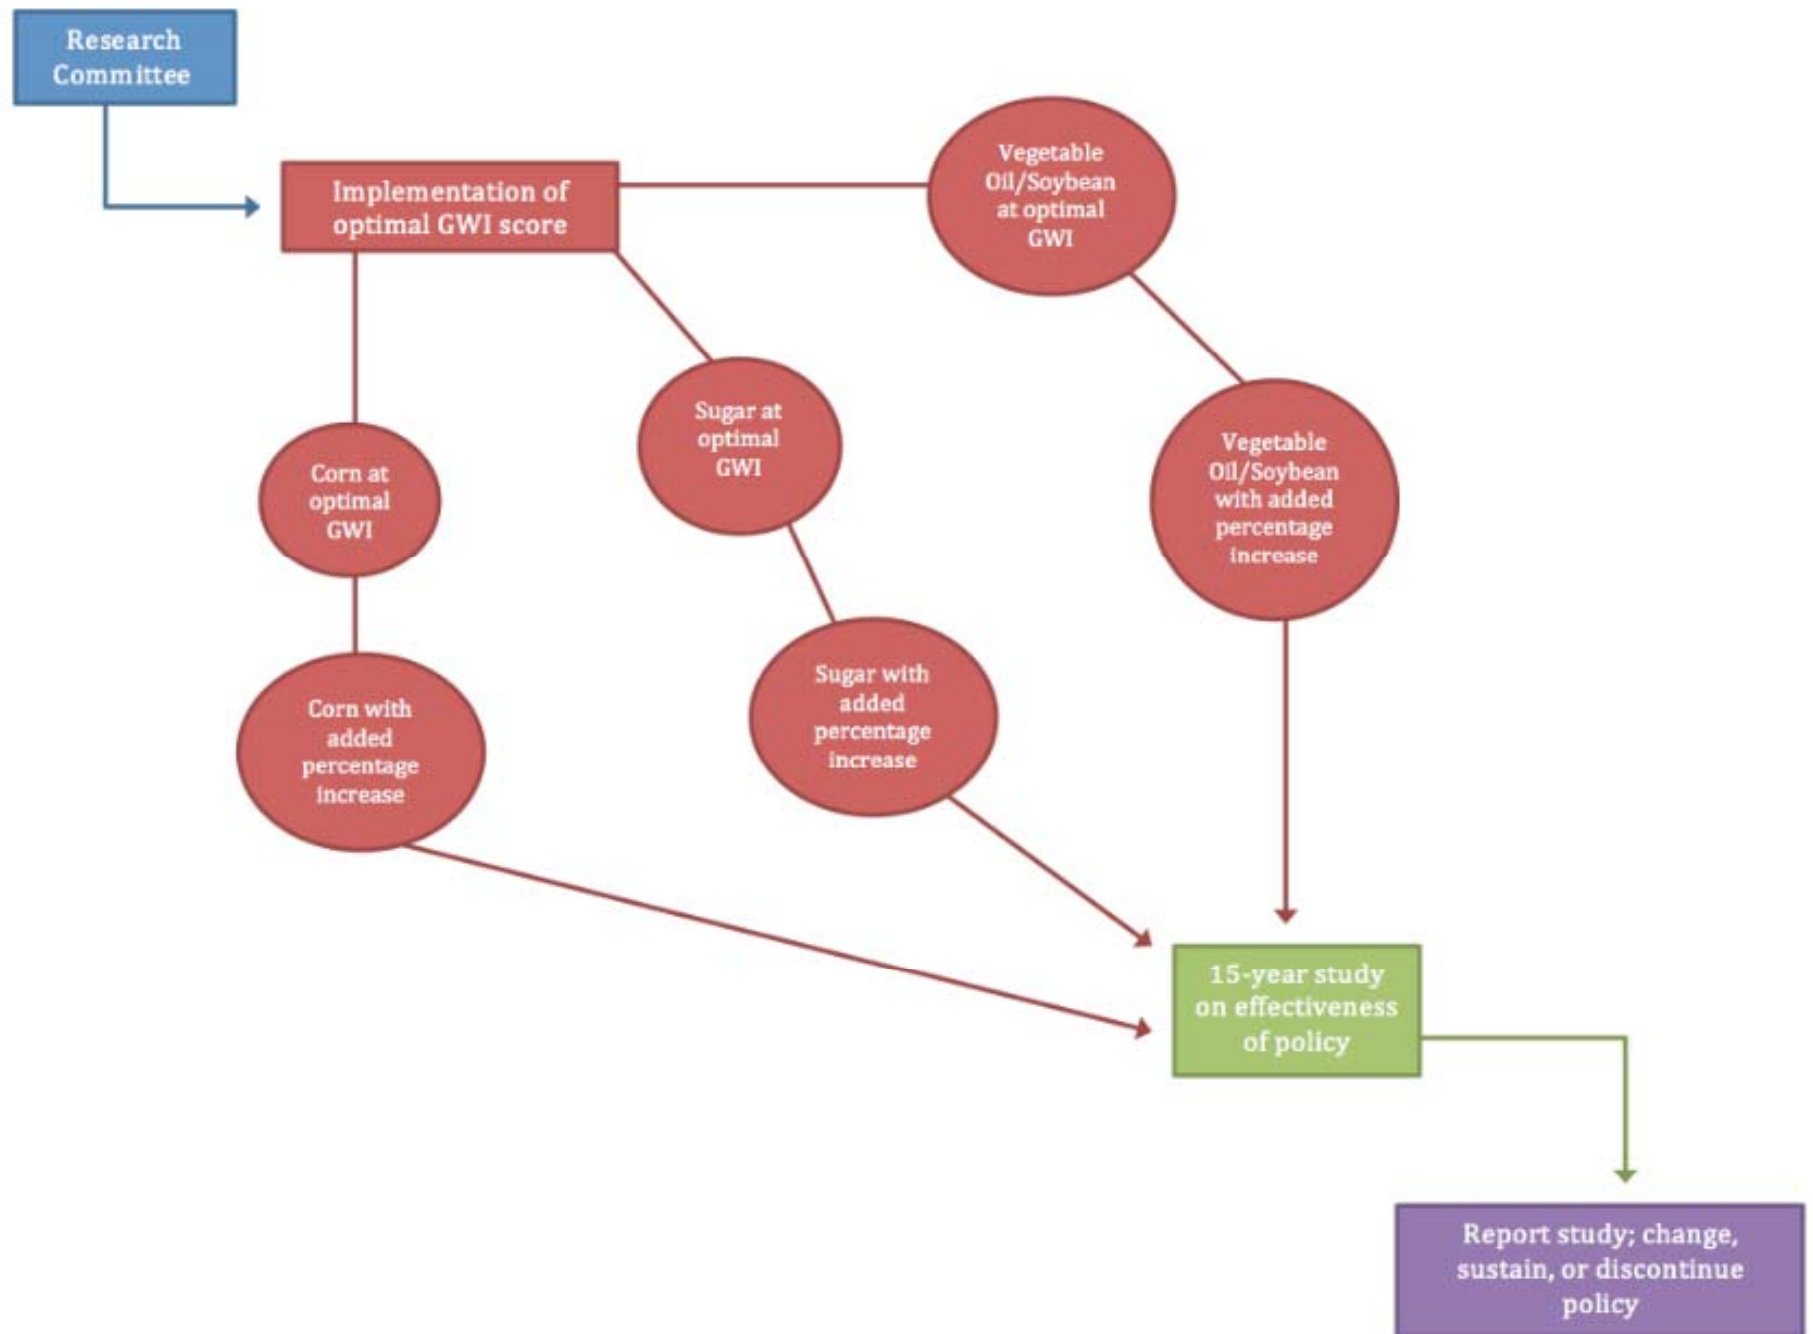 Research
Committee
Implementation of
optimal GWI score
Vegetable
Oil/Soybean
at optimal
GWI
Sugar at
optimal
GWI
Corn at
optimal
GWI
Vegetable
Oil/Soybean
with added
percentage
increase
Corn with
added
percentage
increase
Sugar with
added
percentage
increase
15-year study
on effectiveness
of policy
Report study; change,
sustain, or discontinue
policy